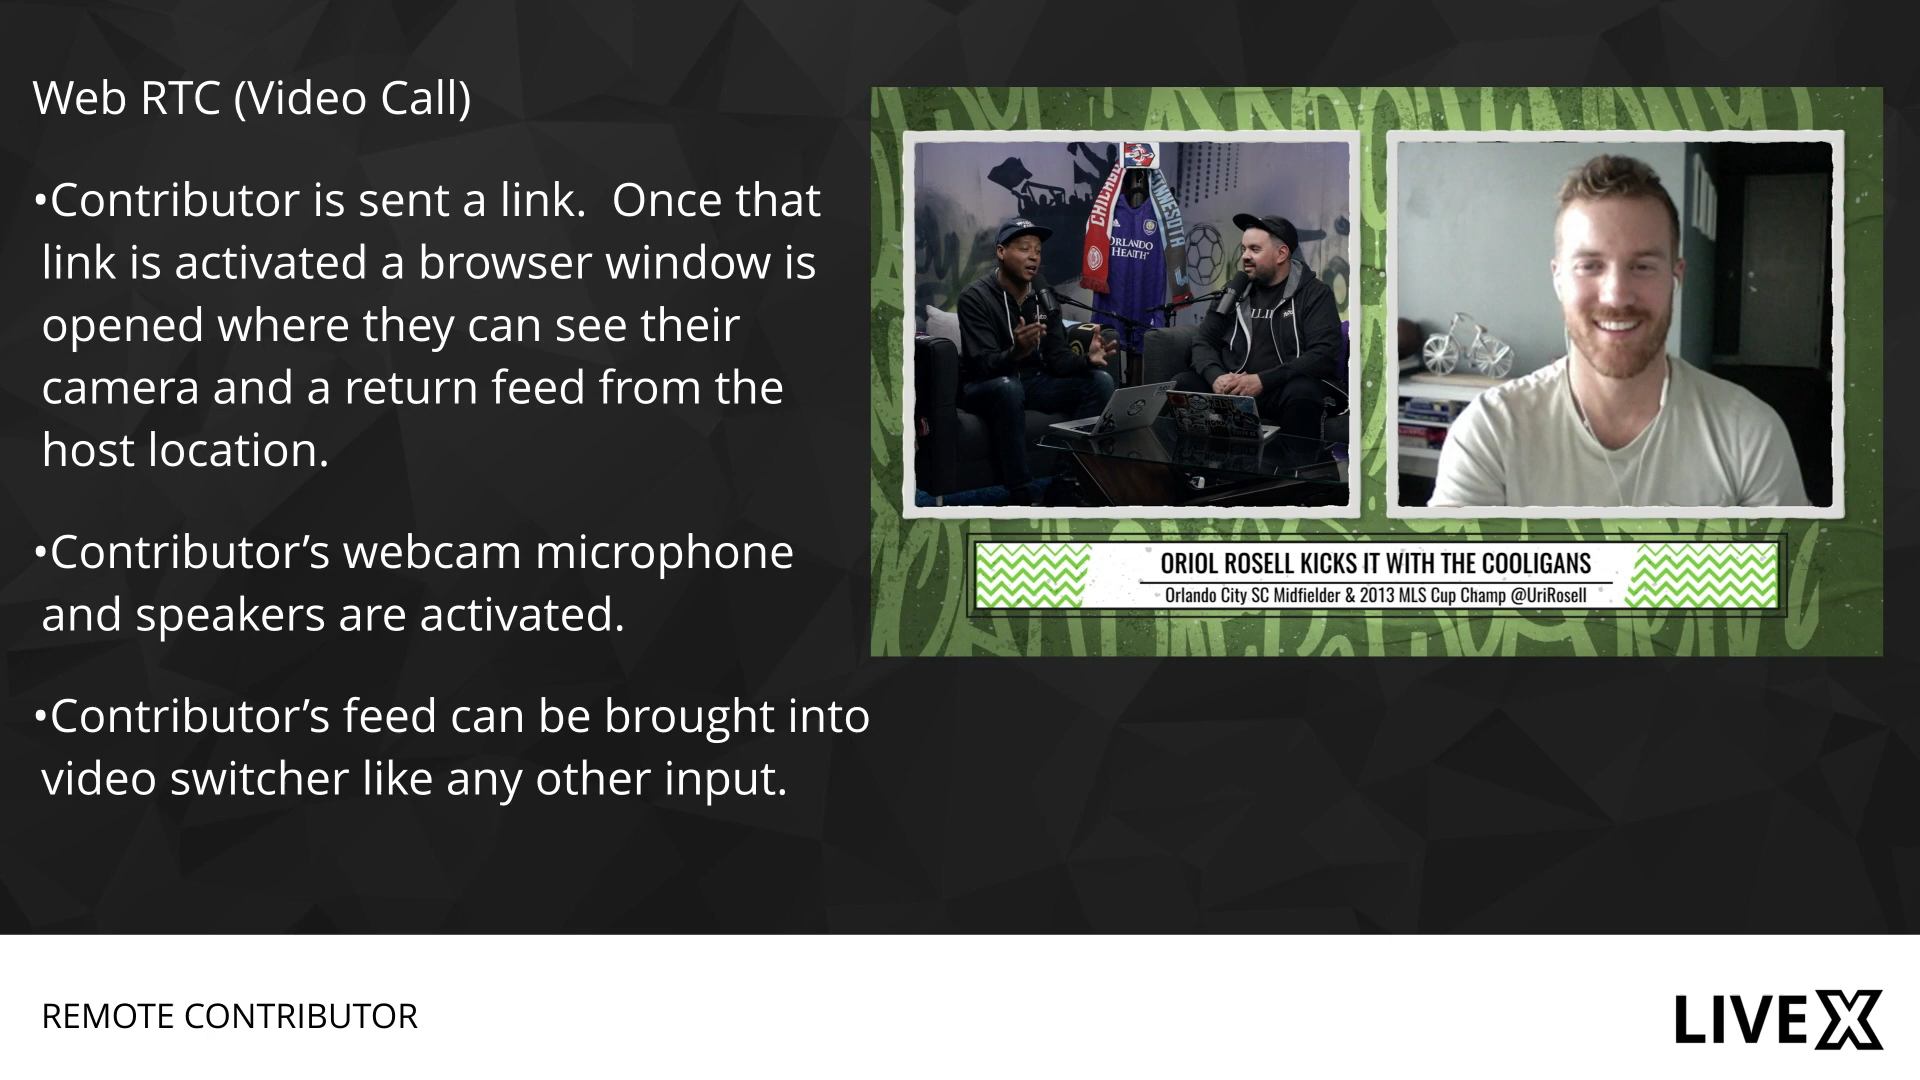 Web RTC (Video Call)
•Contributor is sent a link.  Once that
link is activated a browser window is
opened where they can see their
camera and a return feed from the
host location.
•Contributor’s webcam microphone
and speakers are activated.
•Contributor’s feed can be brought into
video switcher like any other input.
CHICAGO
ORLANDO
HEALTH
ORIOL ROSELL KICKS IT WITH THE COOLIGANS
Orlando City SC Midfielder & 2013 MLS Cup Champ @UriRosell
REMOTE CONTRIBUTOR
LIVEX